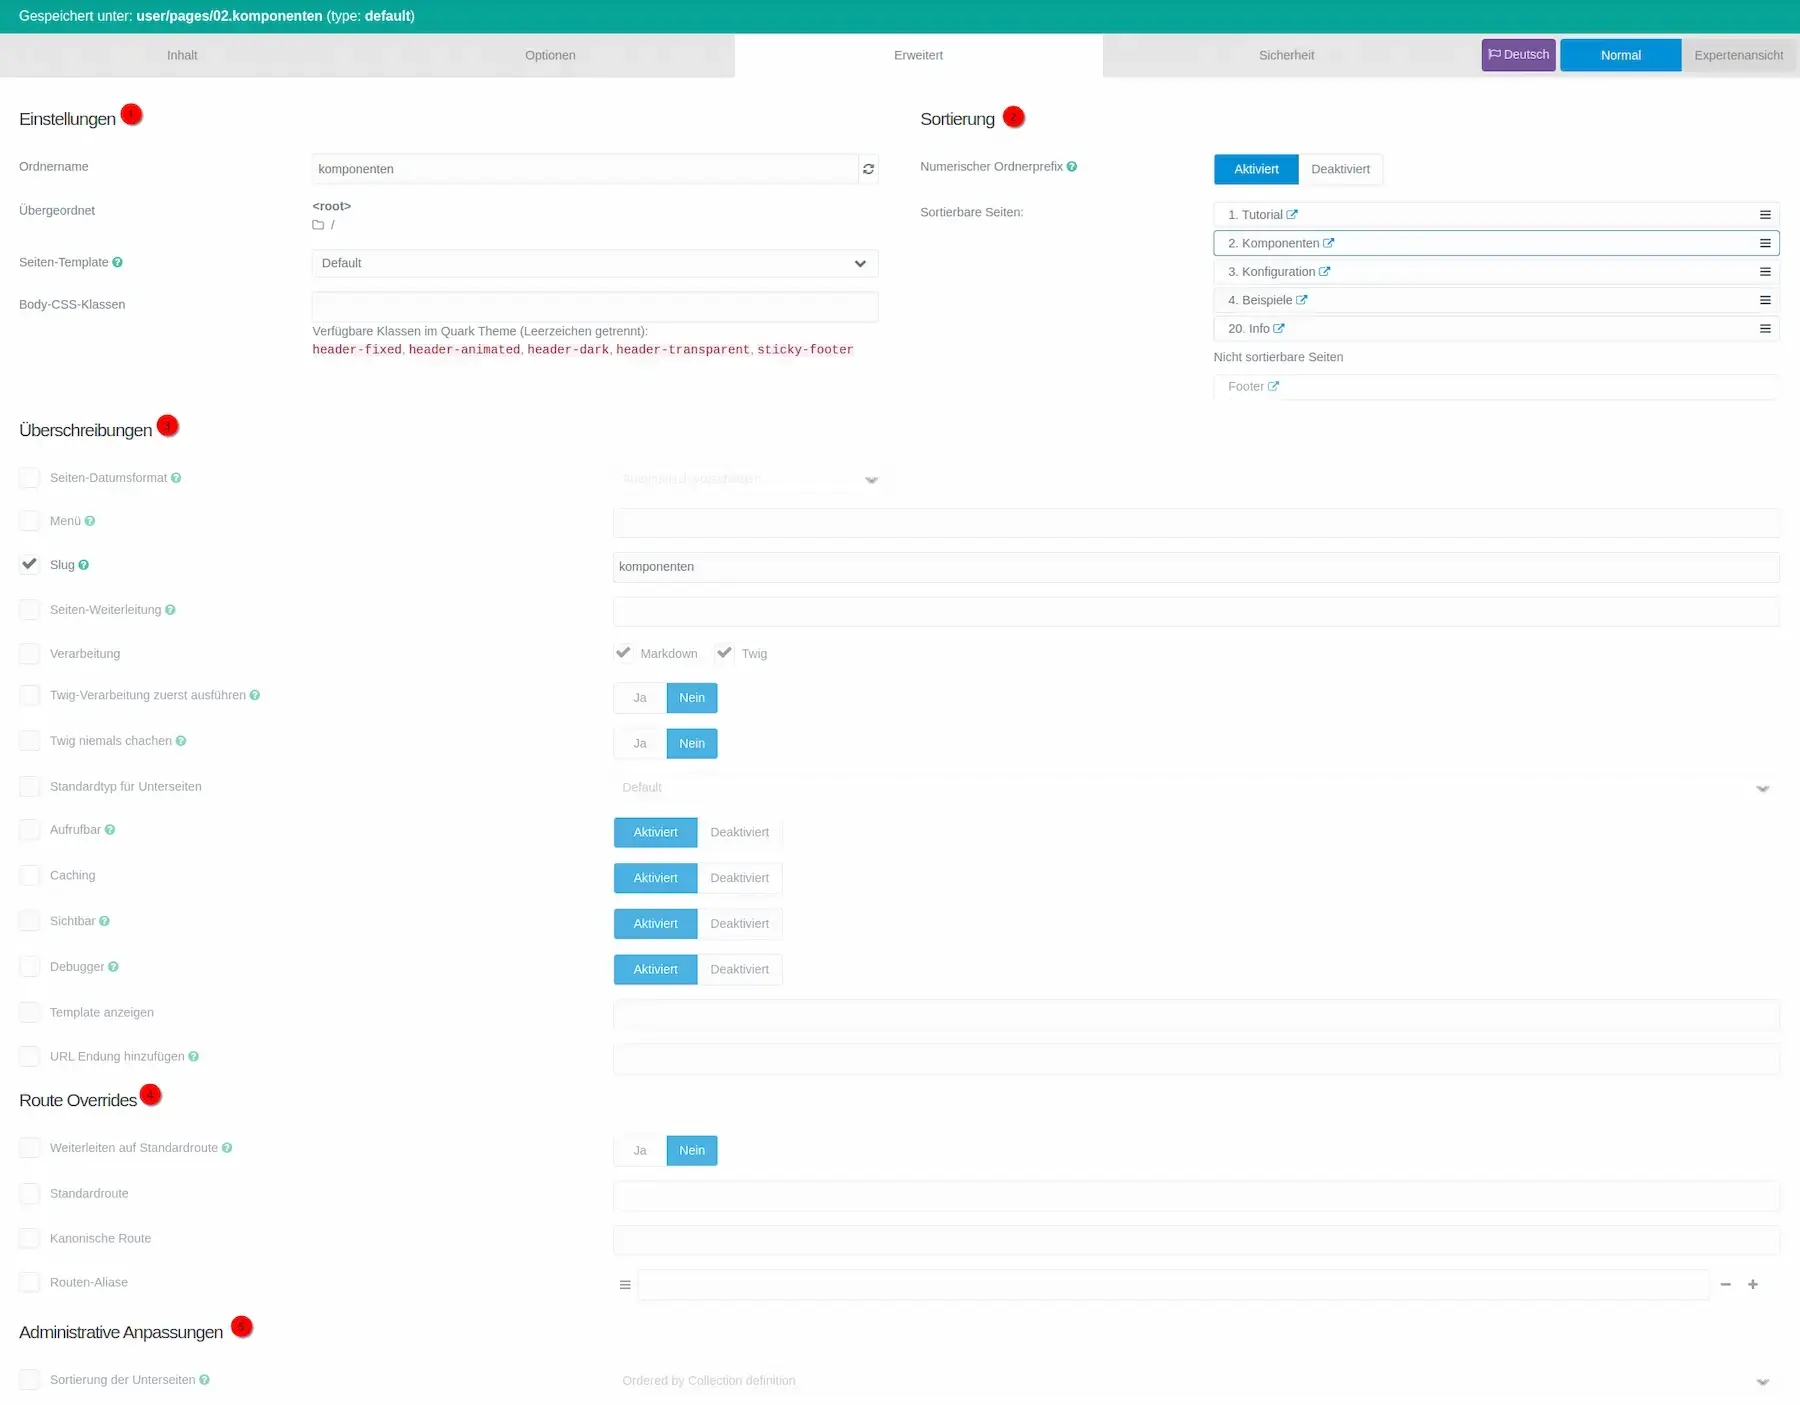 Gespeichert unter: user/pages/02.komponenten (type: default)
Inhalt Optionen Erweitert Sicherheit Deutsch Normal Expertenansicht
Einstellungen 1
Ordnername komponenten
Übergeordnet <root>
/
Seiten-Template Default
Body-CSS-Klassen
Verfügbare Klassen im Quark Theme (Leerzeichen getrennt):
header-fixed, header-animated, header-dark, header-transparent, sticky-footer
Sortierung 2
Numerischer Ordnerprefix Aktiviert Deaktiviert
Sortierbare Seiten:
1. Tutorial
2. Komponenten
3. Konfiguration
4. Beispiele
20. Info
Nicht sortierbare Seiten
Footer
Überschreibungen 3
Seiten-Datumsformat
Menü
Slug komponenten
Seiten-Weiterleitung
Verarbeitung Markdown Twig
Twig-Verarbeitung zuerst ausführen Ja Nein
Twig niemals chachen Ja Nein
Standardtyp für Unterseiten Default
Aufrufbar Aktiviert Deaktiviert
Caching Aktiviert Deaktiviert
Sichtbar Aktiviert Deaktiviert
Debugger Aktiviert Deaktiviert
Template anzeigen
URL Endung hinzufügen
Route Overrides 4
Weiterleiten auf Standardroute Ja Nein
Standardroute
Kanonische Route
Routen-Aliase
Administrative Anpassungen 5
Sortierung der Unterseiten Ordered by Collection definition